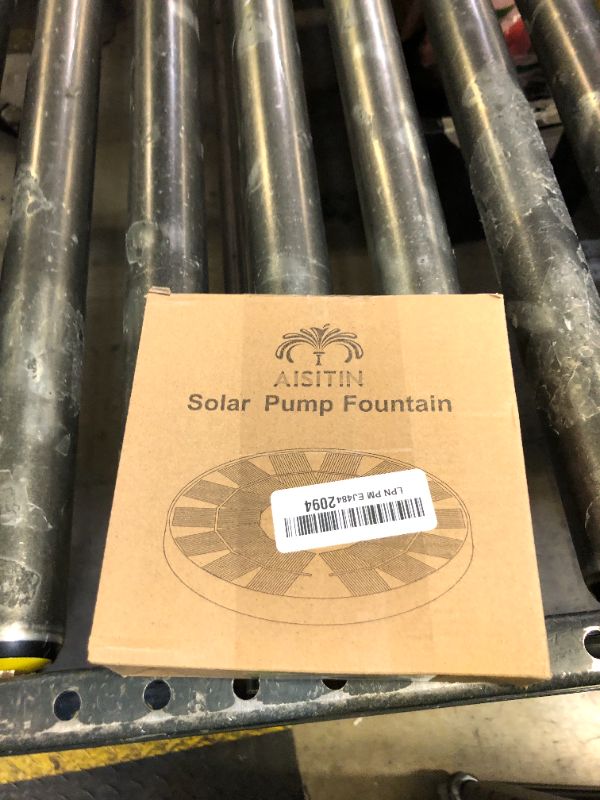 AISITIN
Solar Pump Fountain
LPN PM EJ4842094